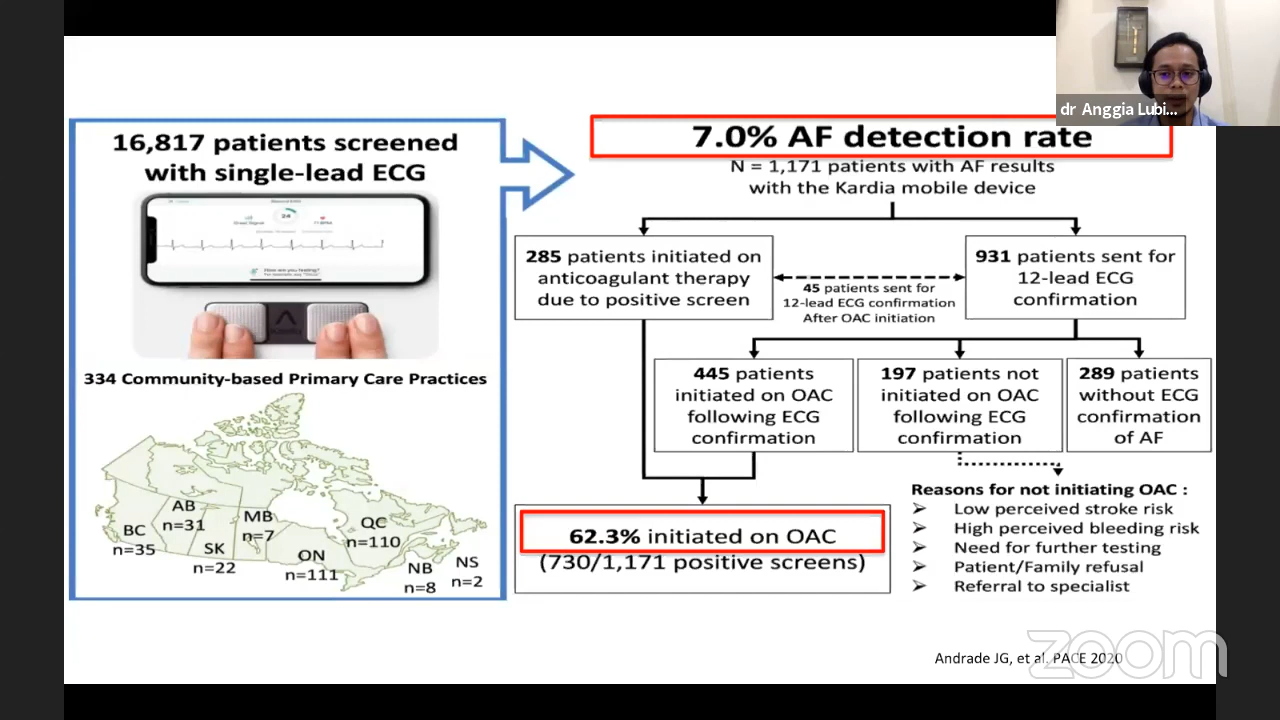 dr Anggia Lubi...
16,817 patients screened
with single-lead ECG
24
334 Community-based Primary Care Practices
BC
n=35
AB
n=31
SK
n=22
MB
n=7
ON
n=111
QC
n=110
NB
n=8
NS
n=2
7.0% AF detection rate
N = 1,171 patients with AF results
with the Kardia mobile device
285 patients initiated on
anticoagulant therapy
due to positive screen
45 patients sent for
12-lead ECG confirmation
After OAC initiation
931 patients sent for
12-lead ECG
confirmation
445 patients
initiated on OAC
following ECG
confirmation
197 patients not
initiated on OAC
following ECG
confirmation
289 patients
without ECG
confirmation
of AF
62.3% initiated on OAC
(730/1,171 positive screens)
Reasons for not initiating OAC :
➢ Low perceived stroke risk
➢ High perceived bleeding risk
➢ Need for further testing
➢ Patient/Family refusal
➢ Referral to specialist
Andrade JG, et al. PACE 2020
zoom